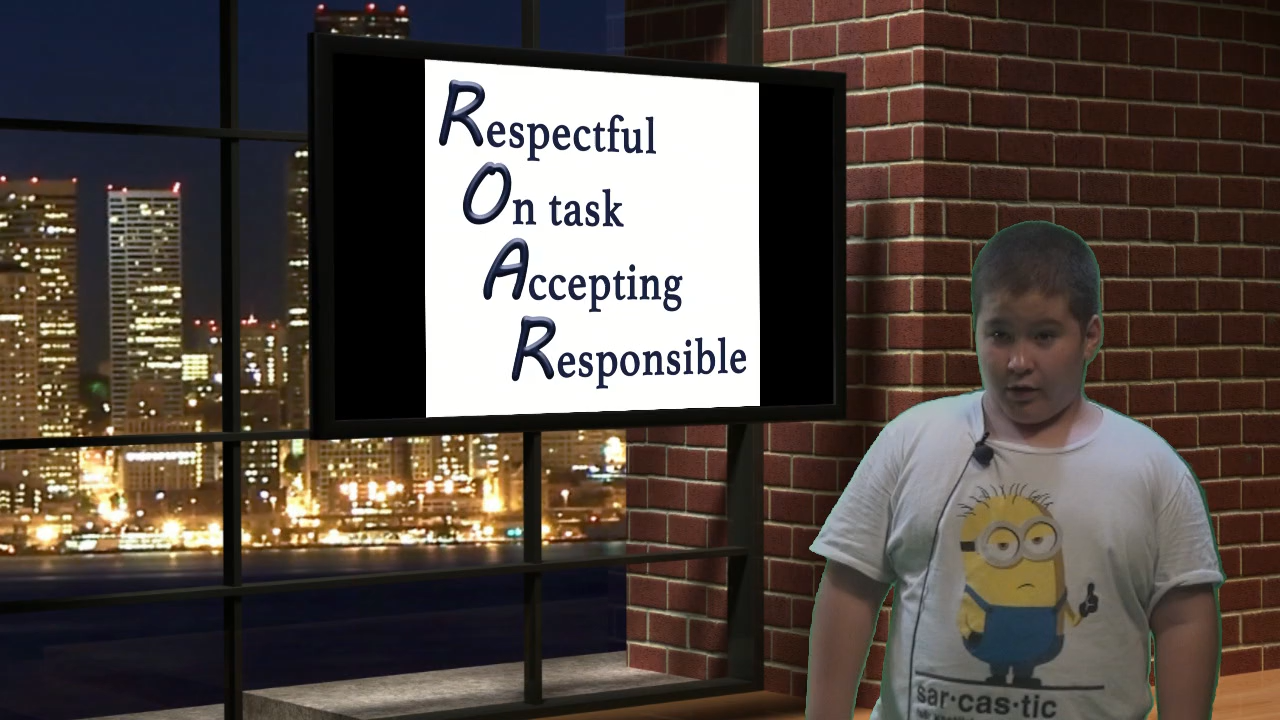 Respectful
On task
Accepting
Responsible
sar·cas·tic